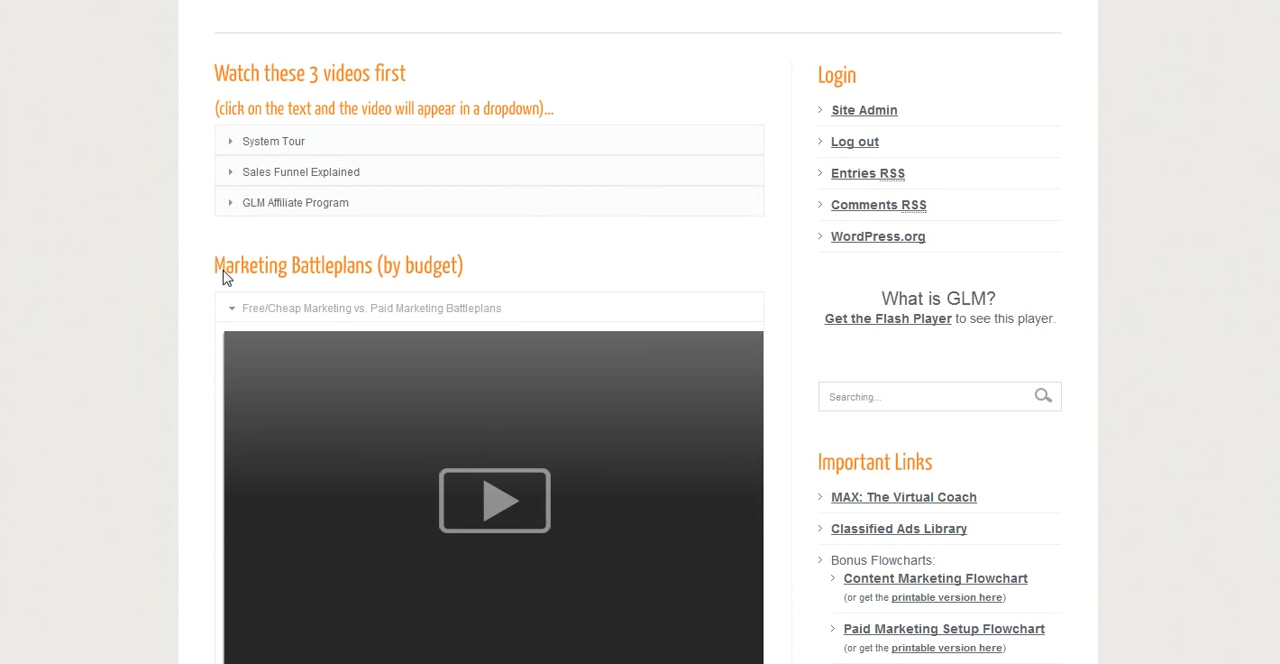 Watch these 3 videos first
(click on the text and the video will appear in a dropdown)...
System Tour
Sales Funnel Explained
GLM Affiliate Program
Marketing Battleplans (by budget)
Free/Cheap Marketing vs. Paid Marketing Battleplans
Login
Site Admin
Log out
Entries RSS
Comments RSS
WordPress.org
What is GLM?
Get the Flash Player to see this player.
Searching...
Important Links
MAX: The Virtual Coach
Classified Ads Library
Bonus Flowcharts:
Content Marketing Flowchart
(or get the printable version here)
Paid Marketing Setup Flowchart
(or get the printable version here)